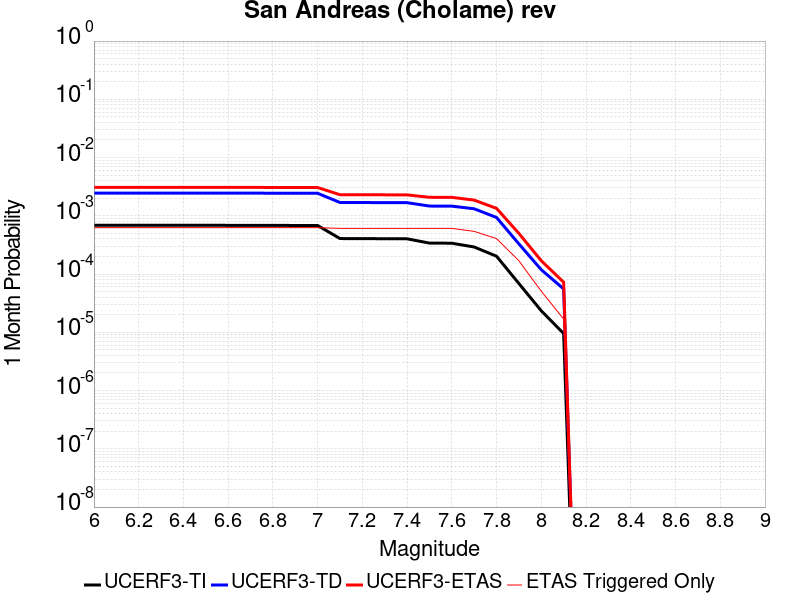 San Andreas (Cholame) rev
10^0
10^-1
10^-2
10^-3
10^-4
10^-5
10^-6
10^-7
10^-8
1 Month Probability
6 6.2 6.4 6.6 6.8 7 7.2 7.4 7.6 7.8 8 8.2 8.4 8.6 8.8 9
Magnitude
UCERF3-TI UCERF3-TD UCERF3-ETAS ETAS Triggered Only